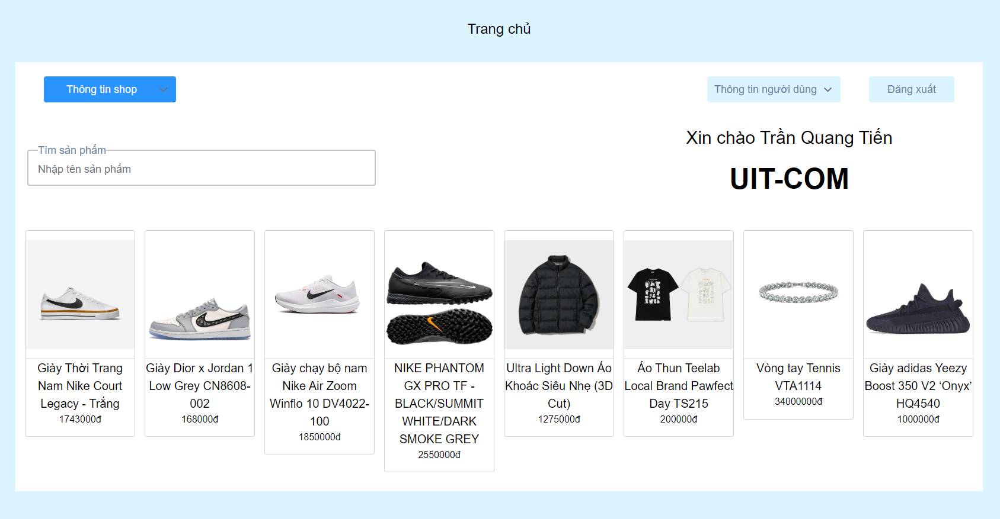 Trang chủ
Thông tin shop
Thông tin người dùng
Đăng xuất
Xin chào Trần Quang Tiến
UIT-COM
Tìm sản phẩm
Nhập tên sản phấm
Giày Thời Trang
Nam Nike Court
Legacy - Trắng
1743000đ
Giày Dior x Jordan 1
Low Grey CN8608-
002
168000đ
Giày chạy bộ nam
Nike Air Zoom
Winflo 10 DV4022-
100
1850000đ
NIKE PHANTOM
GX PRO TF -
BLACK/SUMMIT
WHITE/DARK
SMOKE GREY
2550000đ
Ultra Light Down Áo
Khoác Siêu Nhẹ (3D
Cut)
1275000đ
Áo Thun Teelab
Local Brand Pawfect
Day TS215
200000đ
Vòng tay Tennis
VTA1114
34000000đ
Giày adidas Yeezy
Boost 350 V2 ‘Onyx’
HQ4540
1000000đ